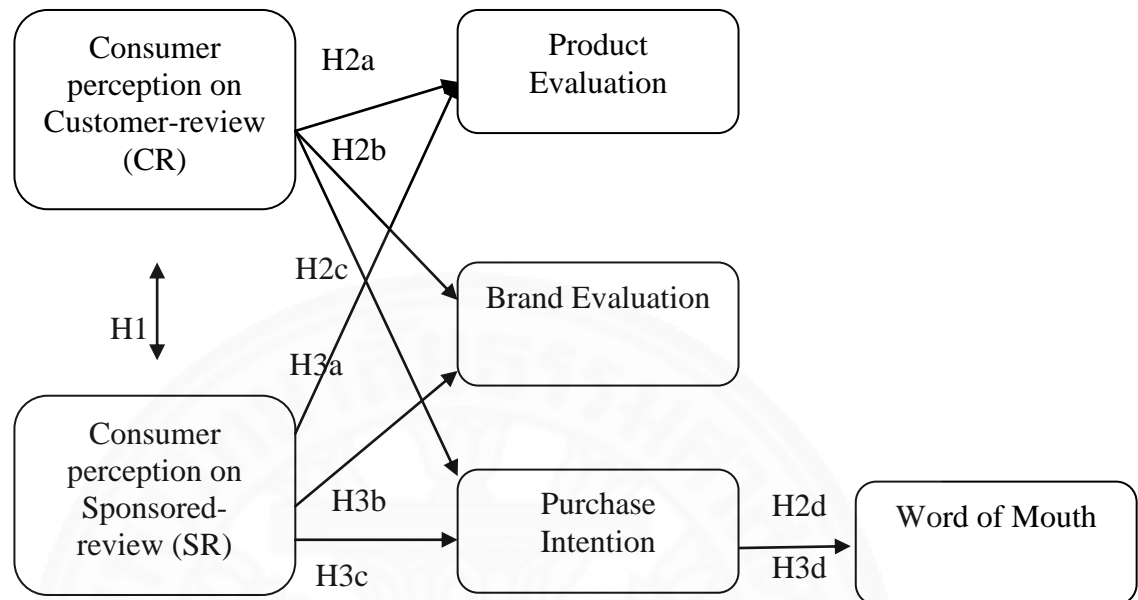 Consumer
perception on
Customer-review
(CR)
H2a
Product
Evaluation
H2b
H2c
Brand Evaluation
H1
H3a
Consumer
perception on
Sponsored-
review (SR)
H3b
H3c
Purchase
Intention
H2d
H3d
Word of Mouth